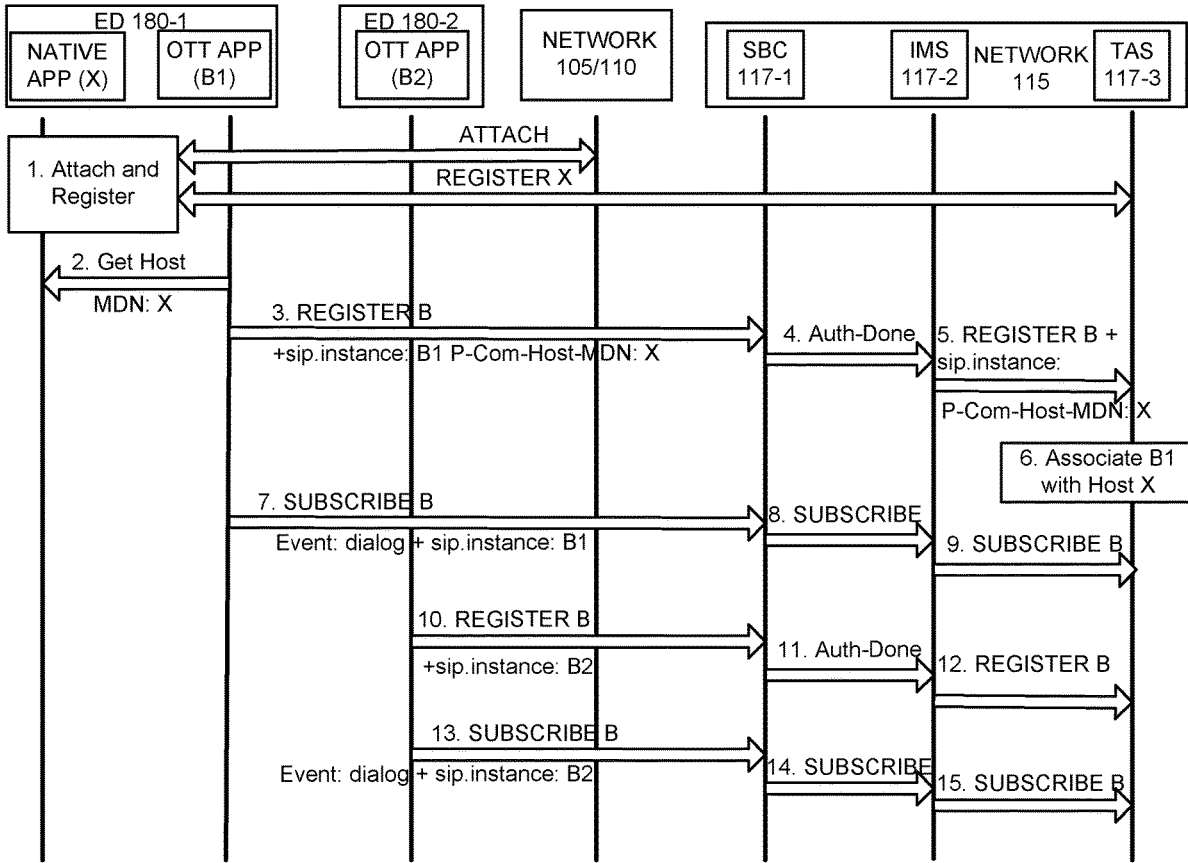 ED 180-1
NATIVE
APP (X)
OTT APP
(B1)
ED 180-2
OTT APP
(B2)
NETWORK
105/110
SBC
117-1
IMS
117-2
NETWORK
115
TAS
117-3
ATTACH
1. Attach and
Register
REGISTER X
2. Get Host
MDN: X
3. REGISTER B
+sip.instance: B1 P-Com-Host-MDN: X
4. Auth-Done
5. REGISTER B +
sip.instance:
P-Com-Host-MDN: X
6. Associate B1
with Host X
7. SUBSCRIBE B
Event: dialog + sip.instance: B1
8. SUBSCRIBE
9. SUBSCRIBE B
10. REGISTER B
+sip.instance: B2
11. Auth-Done
12. REGISTER B
13. SUBSCRIBE B
Event: dialog + sip.instance: B2
14. SUBSCRIBE
15. SUBSCRIBE B